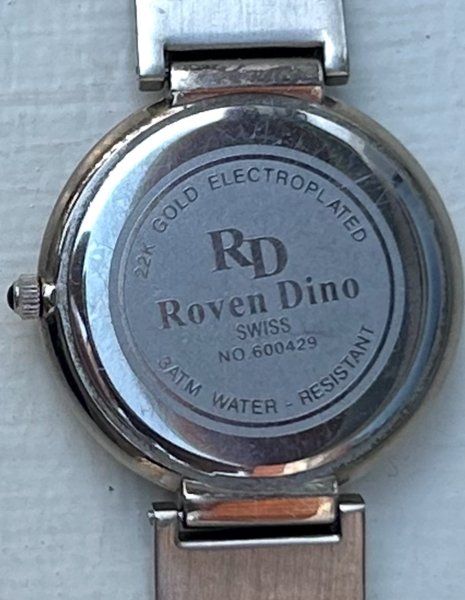 22K GOLD ELECTROPLATED
RD
Roven Dino
SWISS
NO.600429
3ATM WATER - RESISTANT